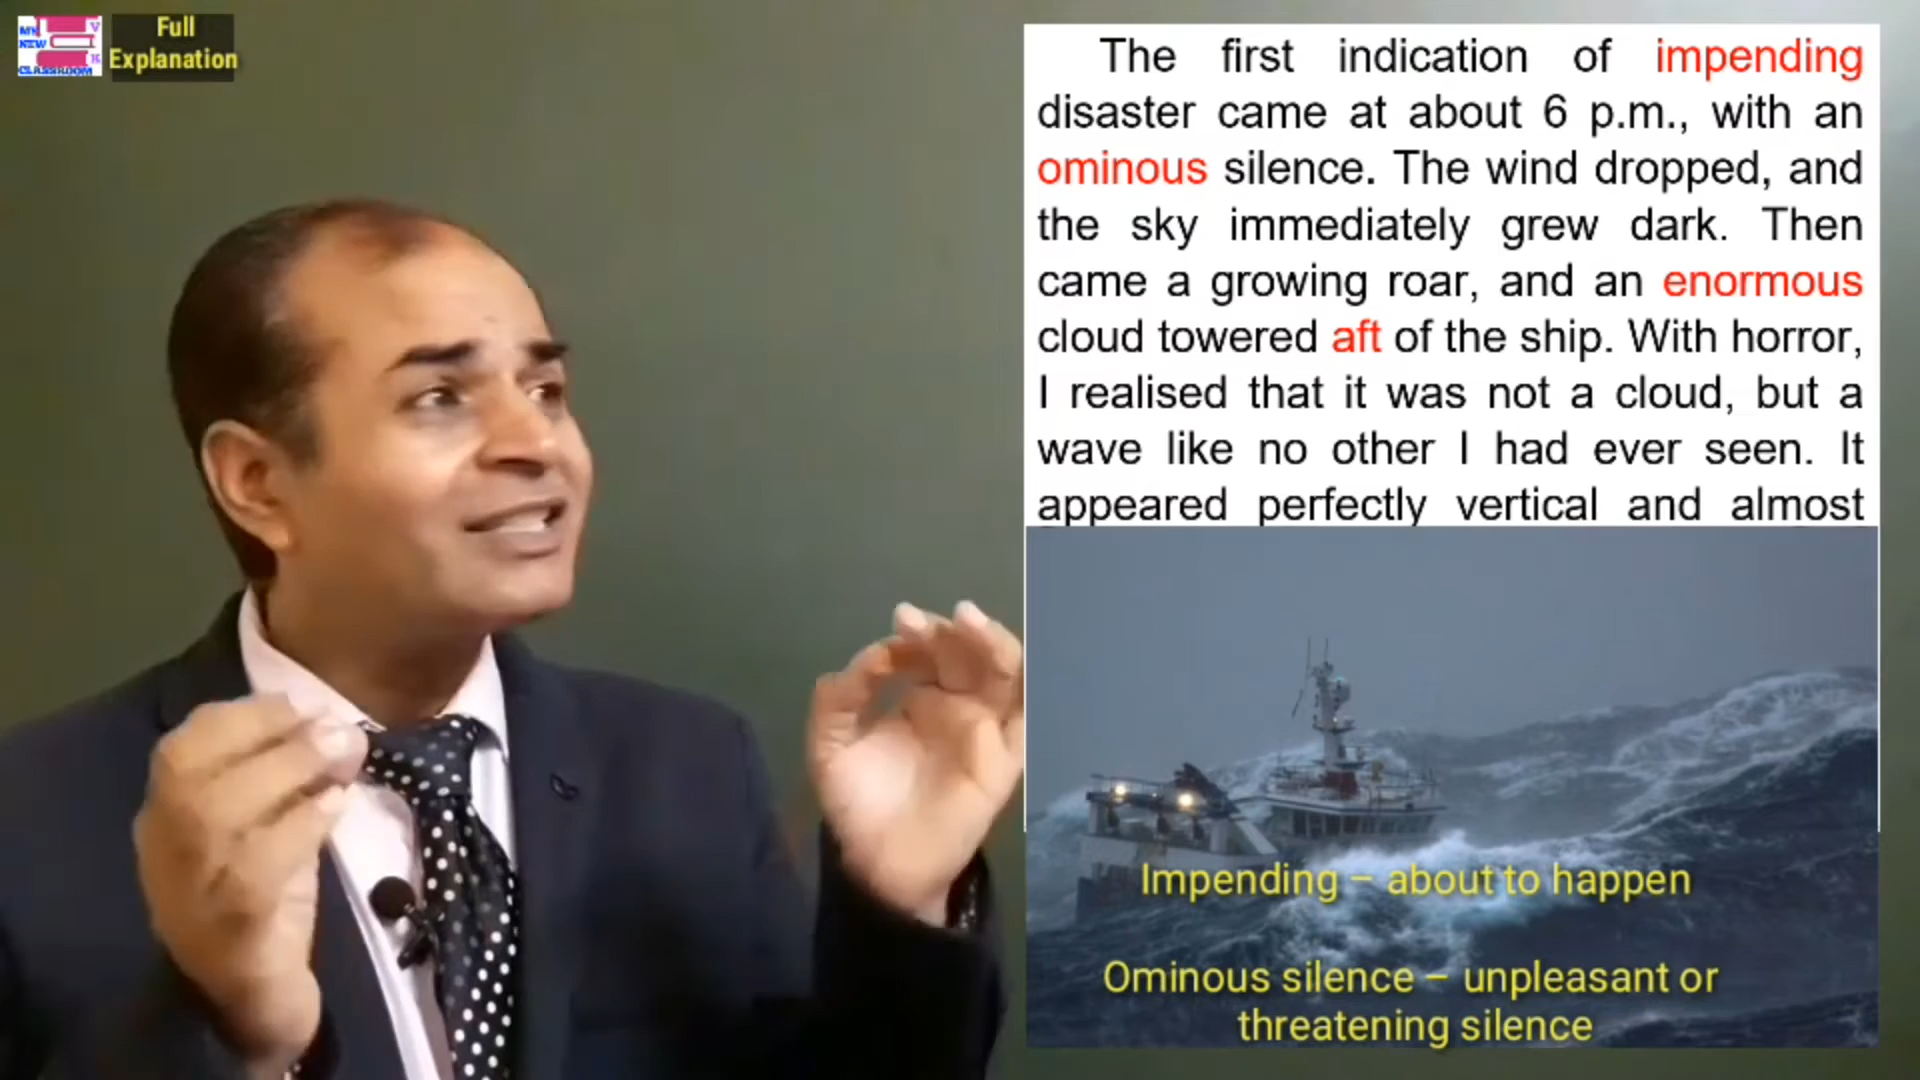 MY
NEW
CLASSROOM
V
K
Full
Explanation
The first indication of impending
disaster came at about 6 p.m., with an
ominous silence. The wind dropped, and
the sky immediately grew dark. Then
came a growing roar, and an enormous
cloud towered aft of the ship. With horror,
I realised that it was not a cloud, but a
wave like no other I had ever seen. It
appeared perfectly vertical and almost
Impending – about to happen
Ominous silence – unpleasant or
threatening silence